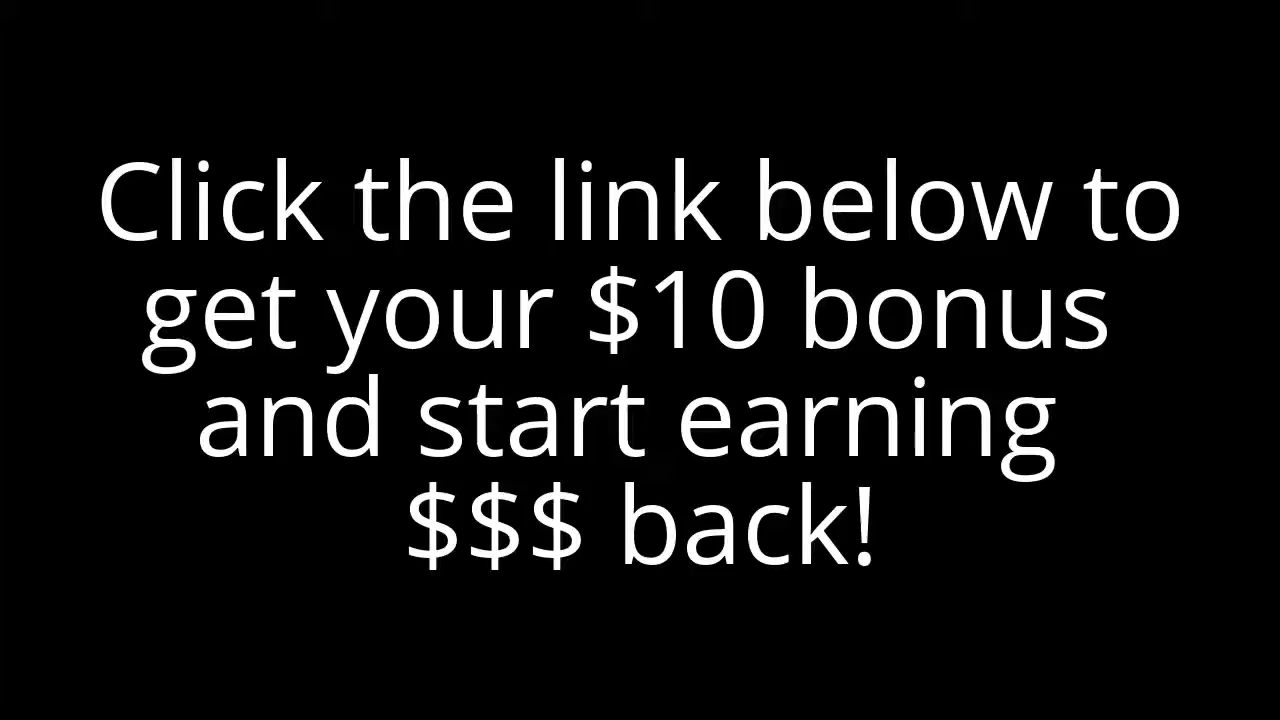 Click the link below to
get your $10 bonus
and start earning
$$$ back!